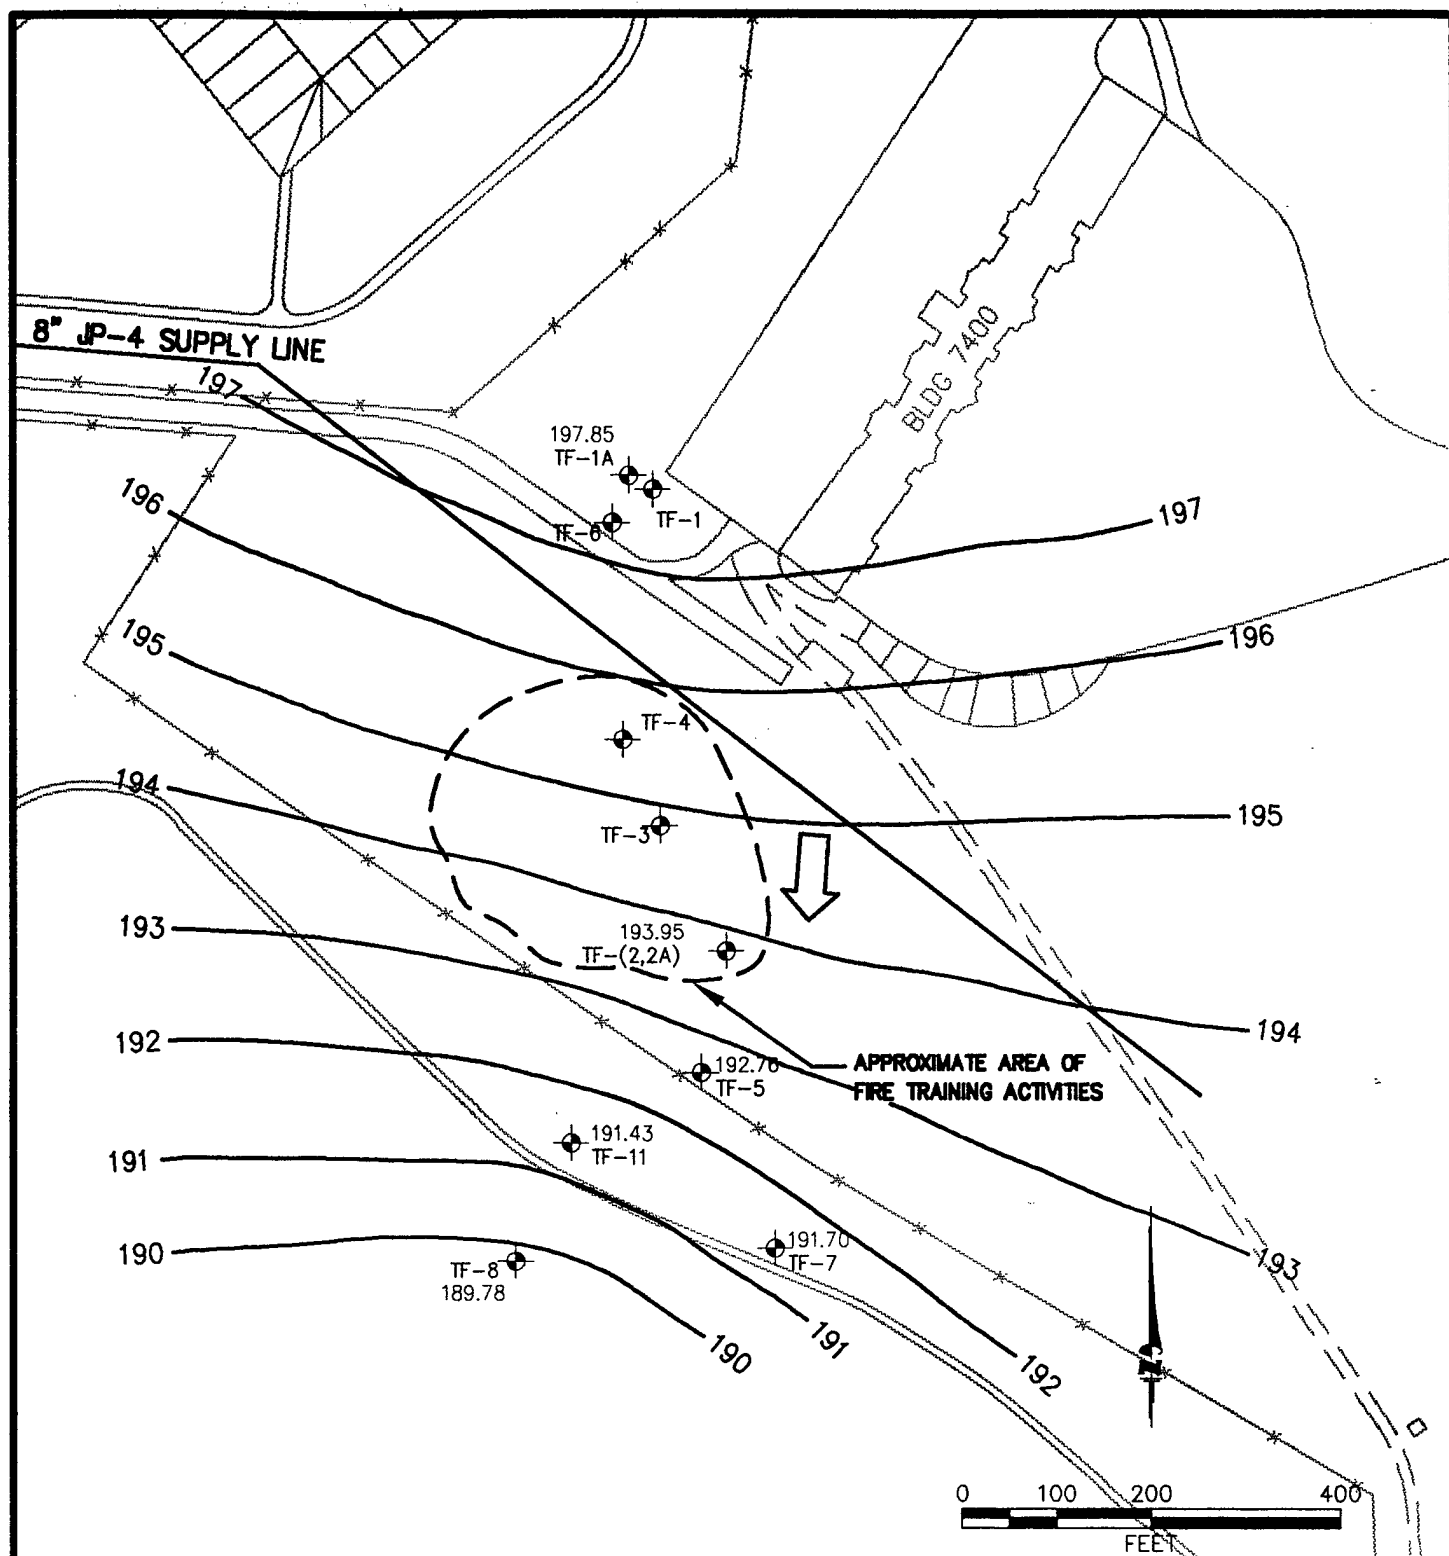 8" JP-4 SUPPLY LINE
197
BLDG 7400
197.85
TF-1A
TF-1
TF-6
196
197
195
196
TF-4
194
195
TF-3
193
193.95
TF-(2,2A)
194
192
192.76
TF-5
APPROXIMATE AREA OF
FIRE TRAINING ACTIVITIES
191
191.43
TF-11
190
191.70
TF-7
193
TF-8
189.78
190
191
192
N
0 100 200 400
FEET